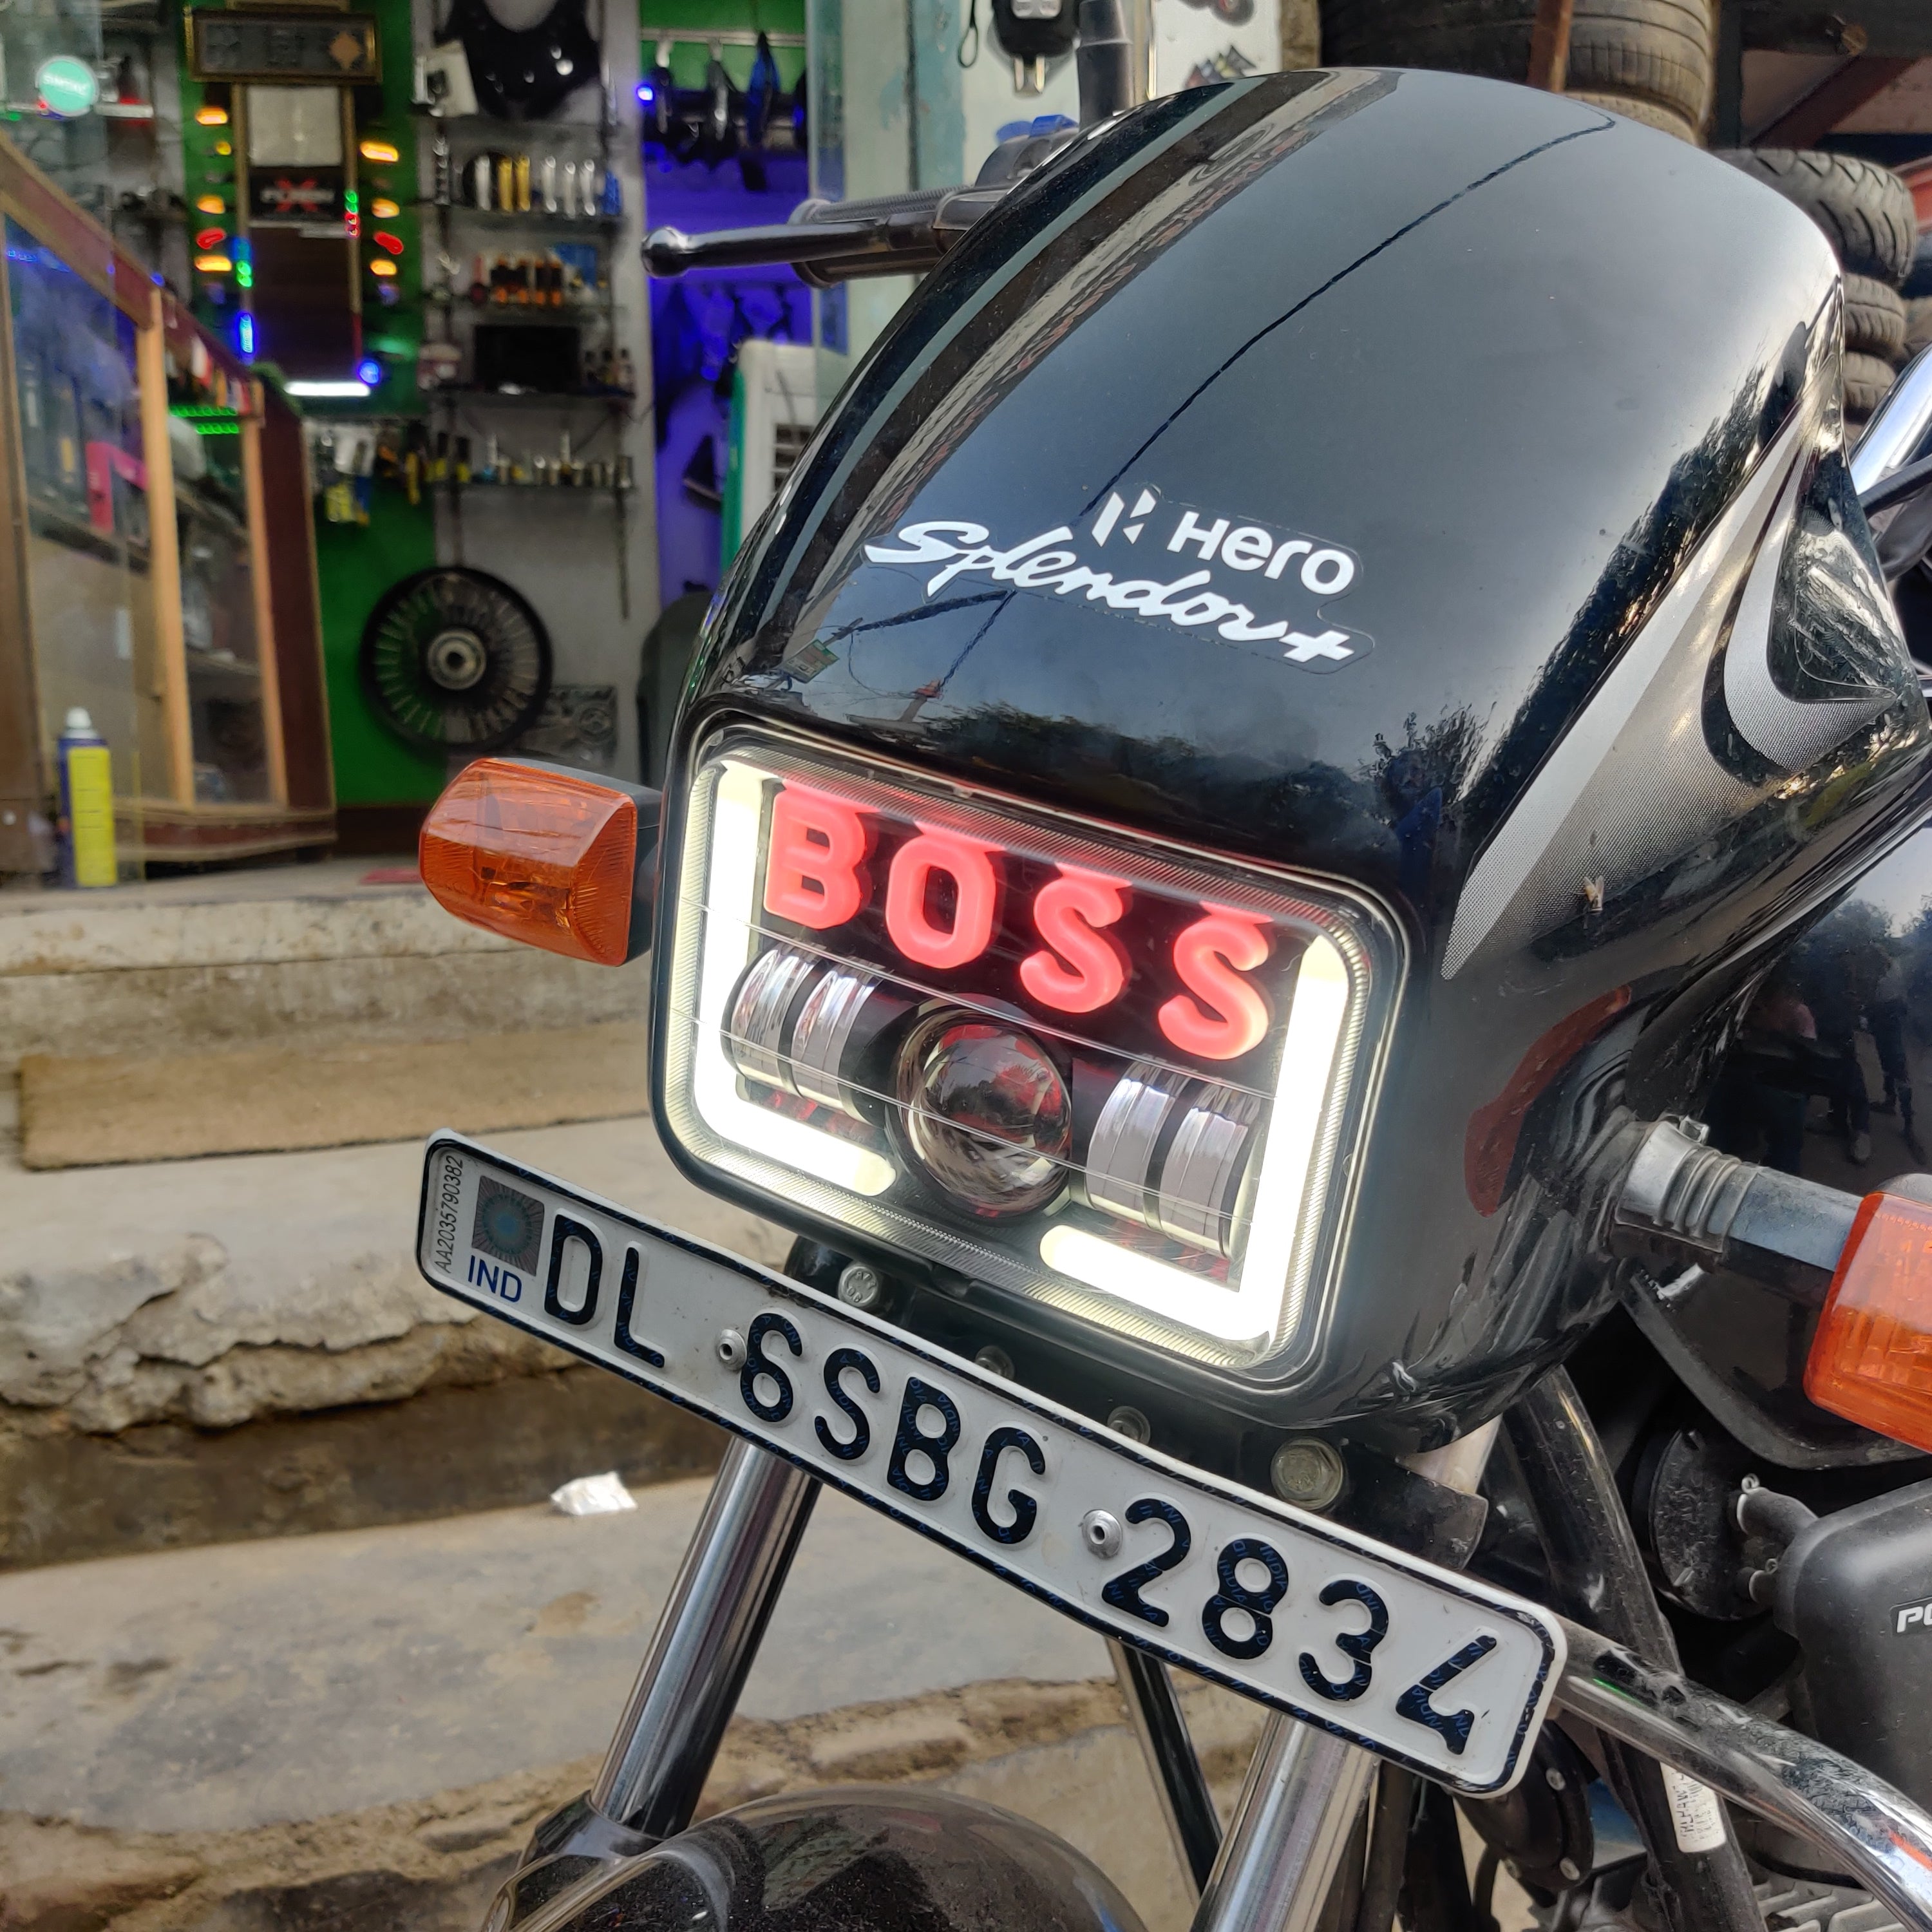 Hero
Splendor+
BOSS
AA2035790382
IND
DL 6SBG 2834